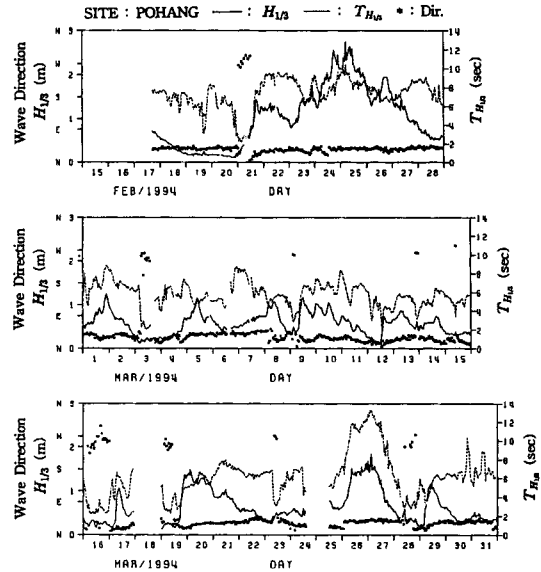 SITE : POHANG : H1/3 : TH1/3 * : Dir.
Wave Direction
H1/3 (m)
N 3
W 2
S
E 1
N 0
14
12
10
8
6
4
2
0
TH1/3 (sec)
15 16 17 18 19 20 21 22 23 24 25 26 27 28
FEB/1994 DAY
Wave Direction
H1/3 (m)
N 3
W 2
S
E 1
N 0
14
12
10
8
6
4
2
0
TH1/3 (sec)
1 2 3 4 5 6 7 8 9 10 11 12 13 14 15
MAR/1994 DAY
Wave Direction
H1/3 (m)
N 3
W 2
S
E 1
N 0
14
12
10
8
6
4
2
0
TH1/3 (sec)
16 17 18 19 20 21 22 23 24 25 26 27 28 29 30 31
MAR/1994 DAY